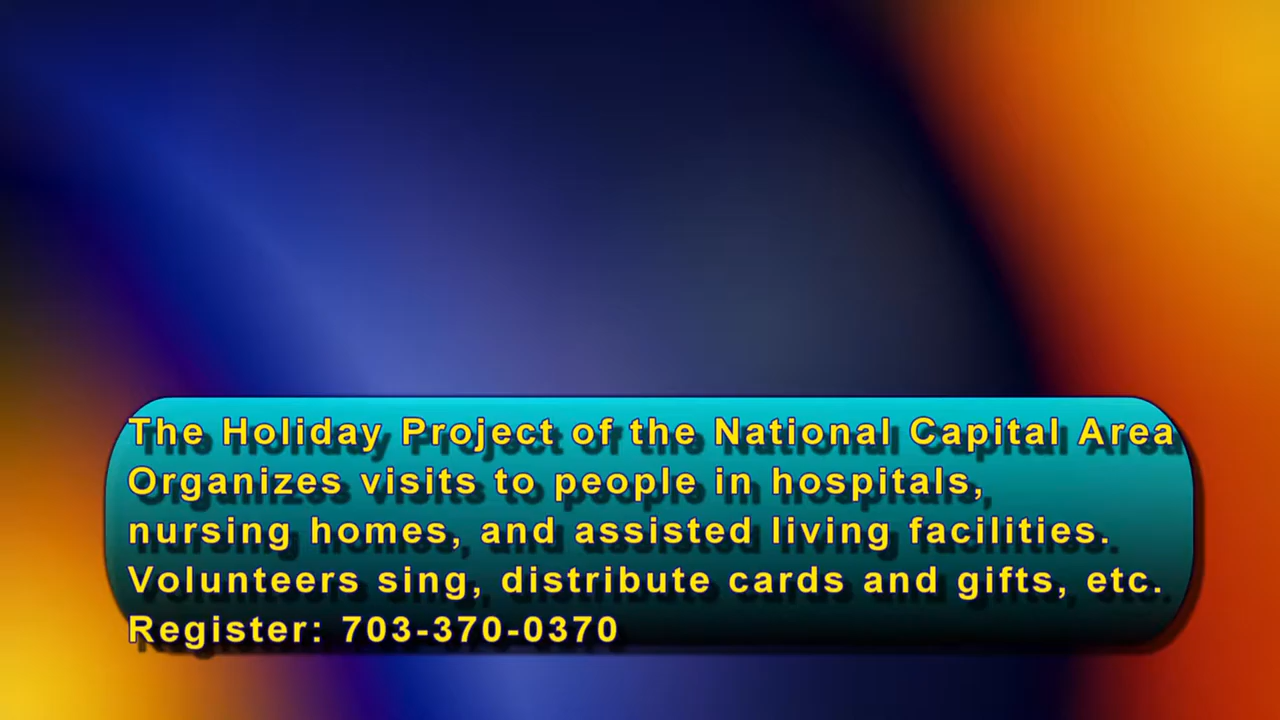 The Holiday Project of the National Capital Area
Organizes visits to people in hospitals,
nursing homes, and assisted living facilities.
Volunteers sing, distribute cards and gifts, etc.
Register: 703-370-0370